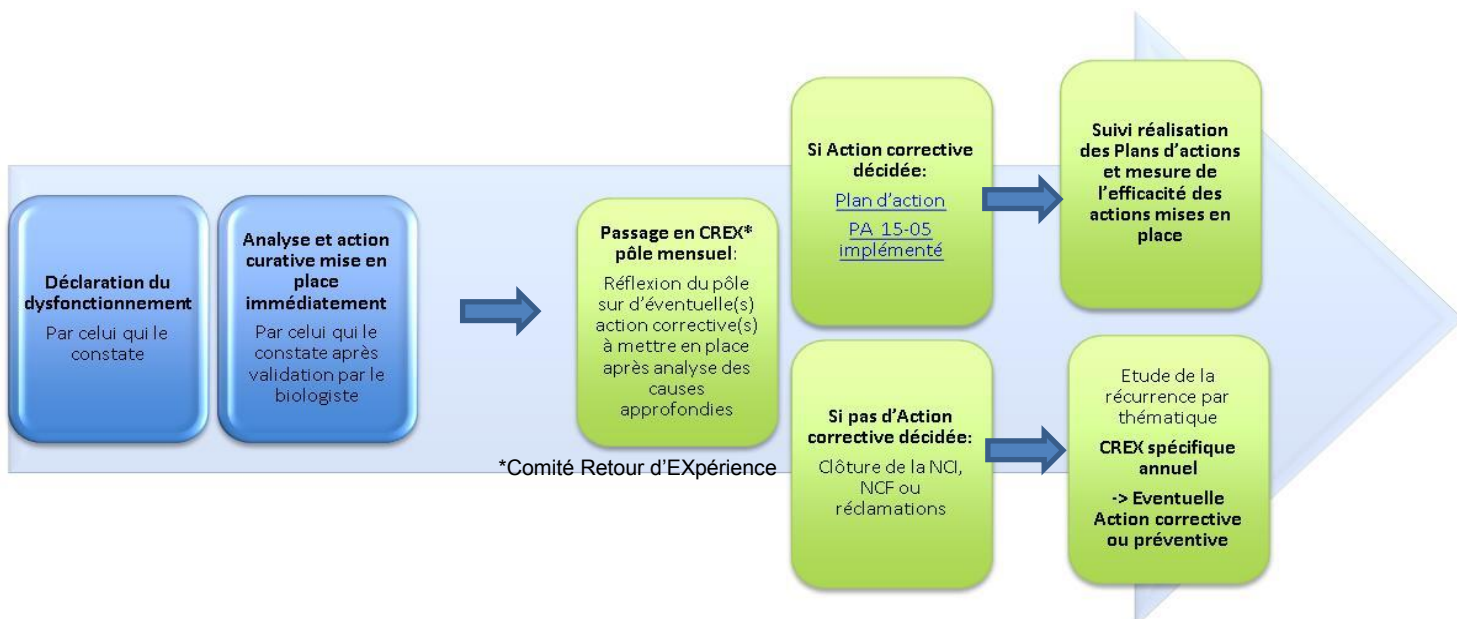 Déclaration du
dysfonctionnement
Par celui qui le
constate
Analyse et action
curative mise en
place
immédiatement
Par celui qui le
constate après
validation par le
biologiste
Passage en CREX*
pôle mensuel:
Réflexion du pôle
sur d'éventuelle(s)
action corrective(s)
à mettre en place
après analyse des
causes
approfondies
*Comité Retour d'EXpérience
Si Action corrective
décidée:
Plan d'action
PA 15-05
implémenté
Suivi réalisation
des Plans d'actions
et mesure de
l'efficacité des
actions mises en
place
Si pas d'Action
corrective décidée:
Clôture de la NCI,
NCF ou
réclamations
Etude de la
récurrence par
thématique
CREX spécifique
annuel
-> Eventuelle
Action corrective
ou préventive